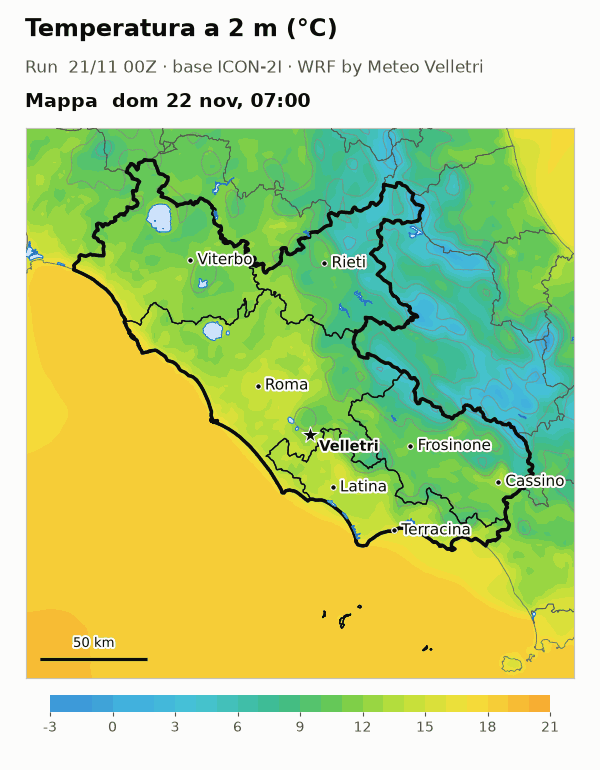 Temperatura a 2 m (°C)
Run  21/11 00Z · base ICON-2I · WRF by Meteo Velletri
Mappa  dom 22 nov, 07:00
Viterbo
Rieti
Roma
Velletri
Frosinone
Cassino
Latina
Terracina
50 km
-3 0 3 6 9 12 15 18 21